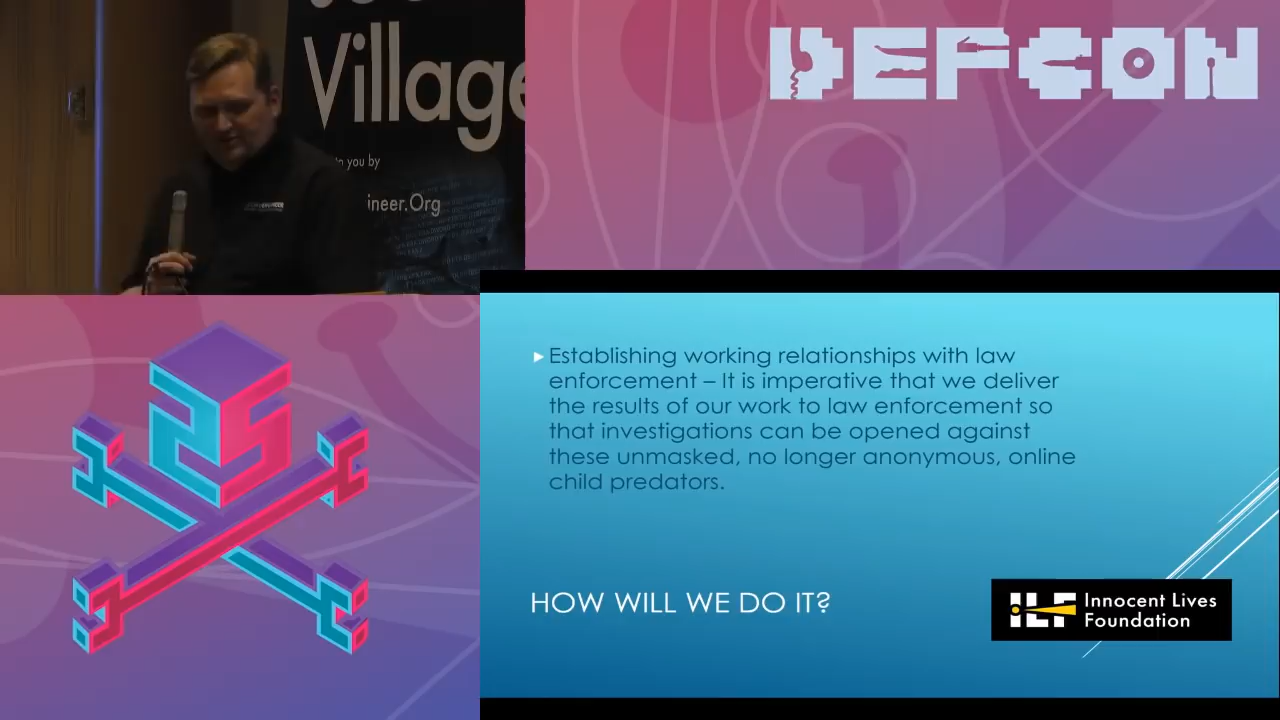 Village
to you by
ineer.Org
DEFCON
Establishing working relationships with law
enforcement – It is imperative that we deliver
the results of our work to law enforcement so
that investigations can be opened against
these unmasked, no longer anonymous, online
child predators.
HOW WILL WE DO IT?
ILF
Innocent Lives
Foundation